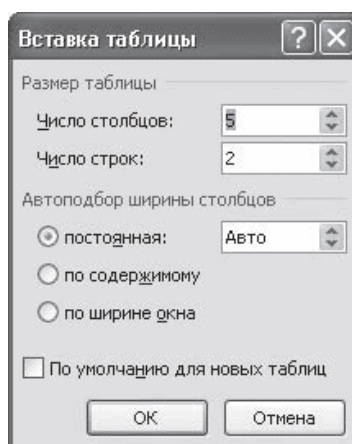 Вставка таблицы
Размер таблицы
Число столбцов: 5
Число строк: 2
Автоподбор ширины столбцов
постоянная: Авто
по содержимому
по ширине окна
По умолчанию для новых таблиц
ОК Отмена